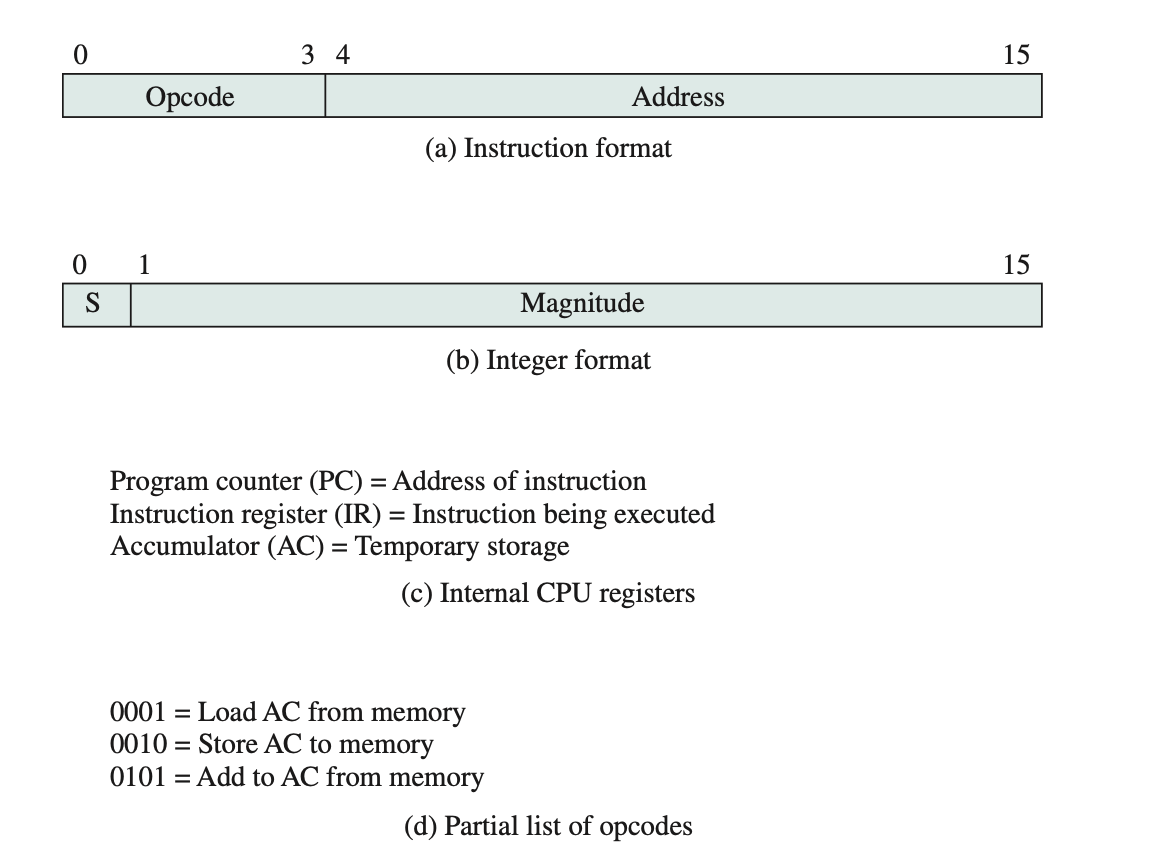 0 3 4 15
Opcode Address
(a) Instruction format
0 1 15
S Magnitude
(b) Integer format
Program counter (PC) = Address of instruction
Instruction register (IR) = Instruction being executed
Accumulator (AC) = Temporary storage
(c) Internal CPU registers
0001 = Load AC from memory
0010 = Store AC to memory
0101 = Add to AC from memory
(d) Partial list of opcodes